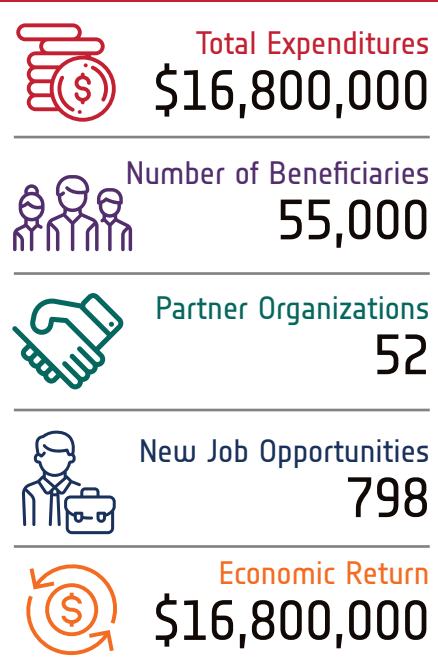 Total Expenditures
$16,800,000
Number of Beneficiaries
55,000
Partner Organizations
52
New Job Opportunities
798
Economic Return
$16,800,000